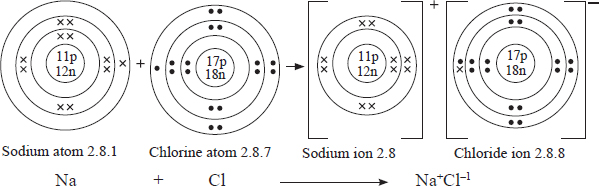 11p
12n
+
17p
18n
11p
12n
+
17p
18n
−
Sodium atom 2.8.1 Chlorine atom 2.8.7 Sodium ion 2.8 Chloride ion 2.8.8
Na + Cl ⟶ Na⁺Cl⁻¹